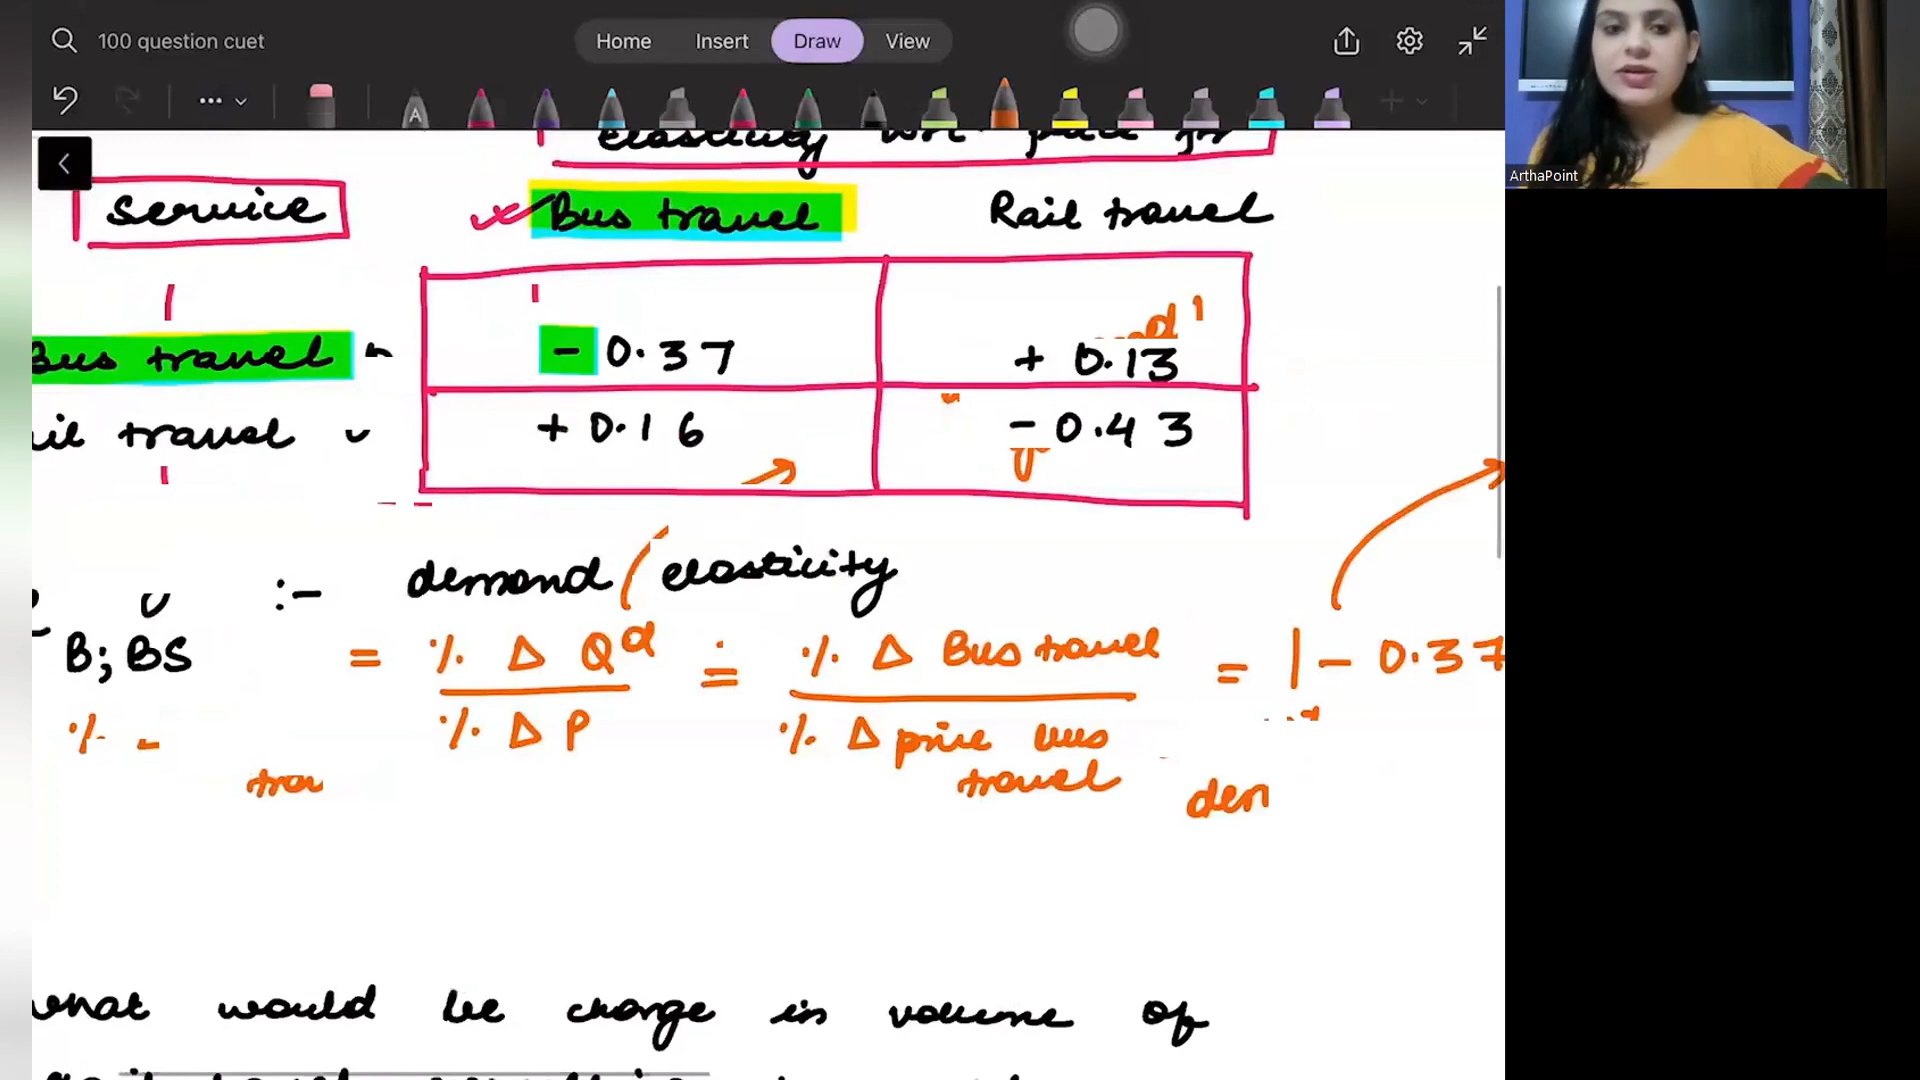 100 question cuet
Home Insert Draw View
A
ArthaPoint
Elasticity
service
Bus travel
Rail travel
Bus travel
- 0.37
+ 0.13
travel
+ 0.16
- 0.43
:- demand elasticity
B; BS = % Δ Qd = % Δ Bus travel = |- 0.37
% Δ P
% Δ price bus
travel
what would be change in volume of